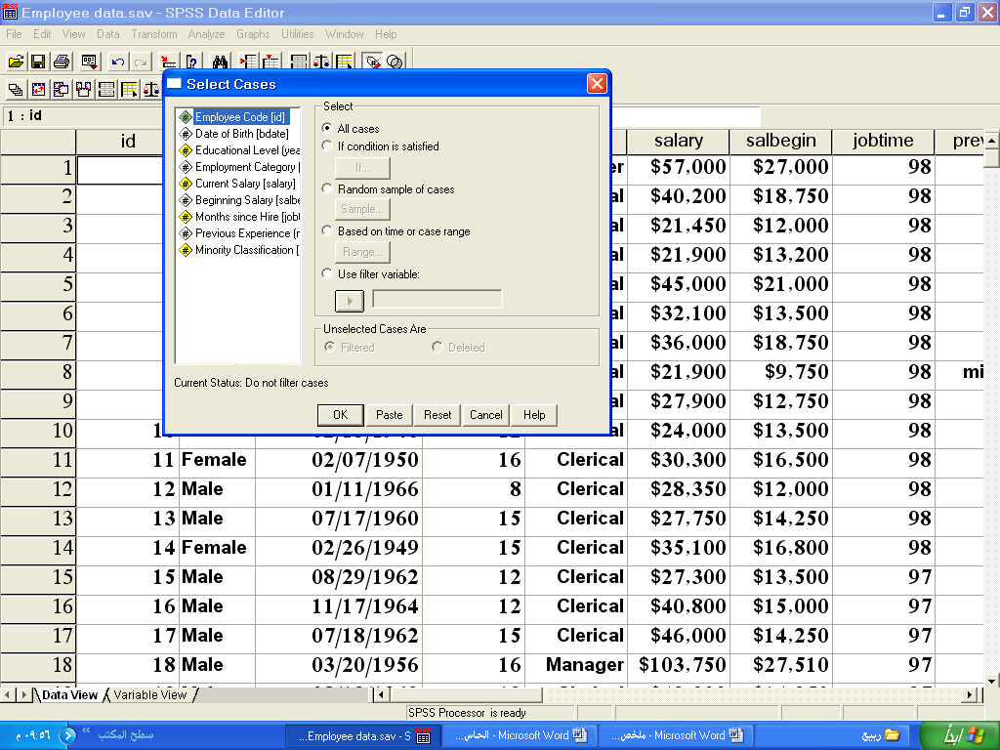 Employee data.sav - SPSS Data Editor
File Edit View Data Transform Analyze Graphs Utilities Window Help
1 : id
Select Cases
Employee Code [id]
Date of Birth [bdate]
Educational Level (yea
Employment Category [
Current Salary [salary]
Beginning Salary [salbe
Months since Hire [jobt
Previous Experience (r
Minority Classification [
Select
All cases
If condition is satisfied
If...
Random sample of cases
Sample...
Based on time or case range
Range...
Use filter variable:
Unselected Cases Are
Filtered Deleted
Current Status: Do not filter cases
OK Paste Reset Cancel Help
id salary salbegin jobtime prev
1 er $57,000 $27,000 98
2 al $40,200 $18,750 98
3 al $21,450 $12,000 98
4 al $21,900 $13,200 98
5 al $45,000 $21,000 98
6 al $32,100 $13,500 98
7 al $36,000 $18,750 98
8 al $21,900 $9,750 98 mi
9 al $27,900 $12,750 98
10 al $24,000 $13,500 98
11 11 Female 02/07/1950 16 Clerical $30,300 $16,500 98
12 12 Male 01/11/1966 8 Clerical $28,350 $12,000 98
13 13 Male 07/17/1960 15 Clerical $27,750 $14,250 98
14 14 Female 02/26/1949 15 Clerical $35,100 $16,800 98
15 15 Male 08/29/1962 12 Clerical $27,300 $13,500 97
16 16 Male 11/17/1964 12 Clerical $40,800 $15,000 97
17 17 Male 07/18/1962 15 Clerical $46,000 $14,250 97
18 18 Male 03/20/1956 16 Manager $103,750 $27,510 97
Data View Variable View
SPSS Processor is ready
ابدأ ربيع ملخص... - Microsoft Word الحاس... - Microsoft Word ...Employee data.sav - S سطح المكتب » ٠٩:٥٦ م